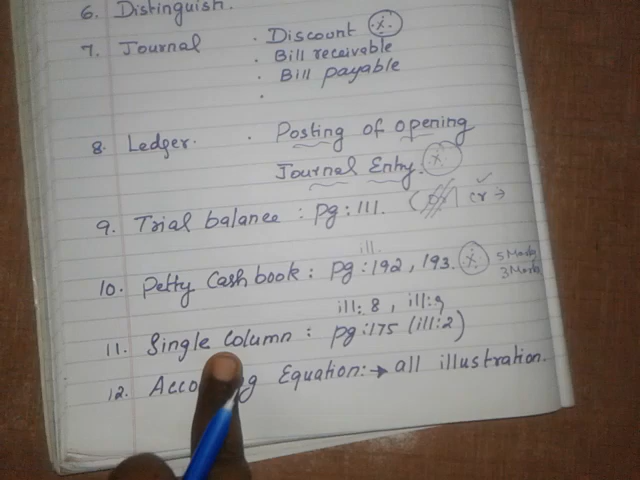 6. Distinguish.
7. Journal . Discount
. Bill receivable
. Bill payable
.
8. Ledger. . Posting of opening
Journal Entry.
9. Trial balance : pg:111. cr →
ill.
10. Petty Cash book : pg:192, 193. 5 Marks
3 Marks
ill: 8, ill:9
11. Single Column : pg:175 (ill:2)
12. Equation: → all illustration.